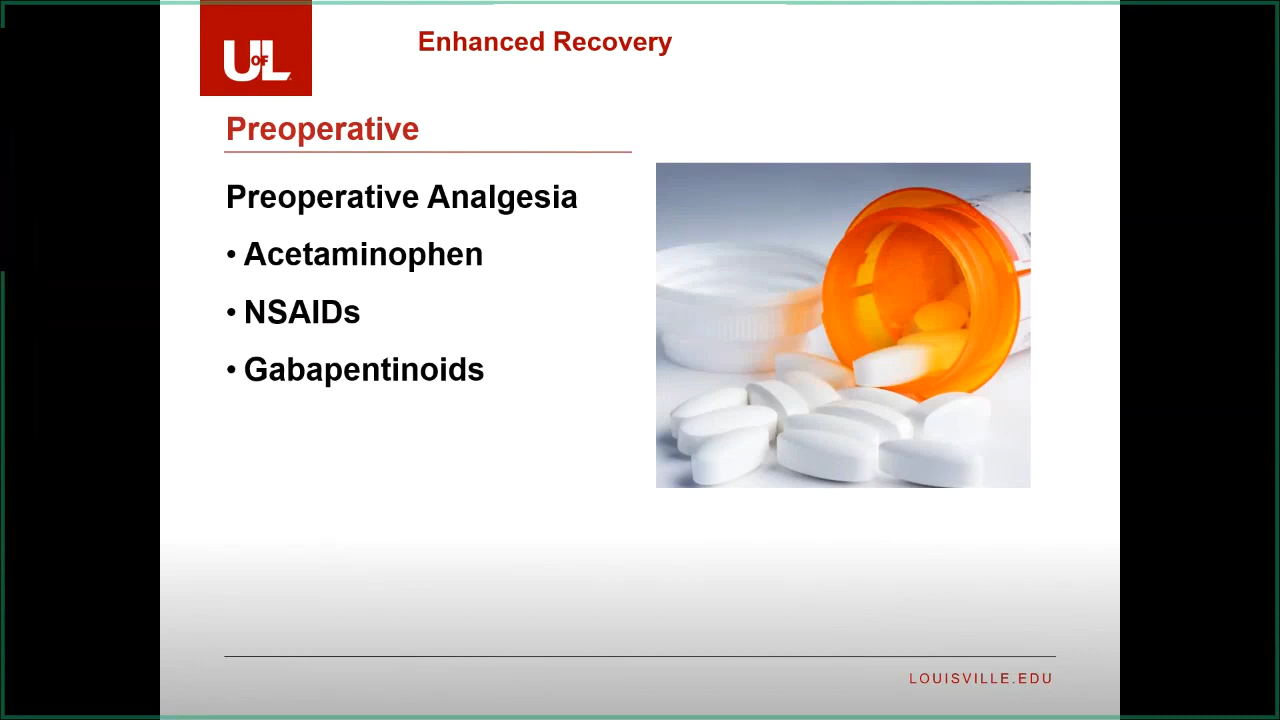 UofL
Enhanced Recovery
Preoperative
Preoperative Analgesia
• Acetaminophen
• NSAIDs
• Gabapentinoids
LOUISVILLE.EDU